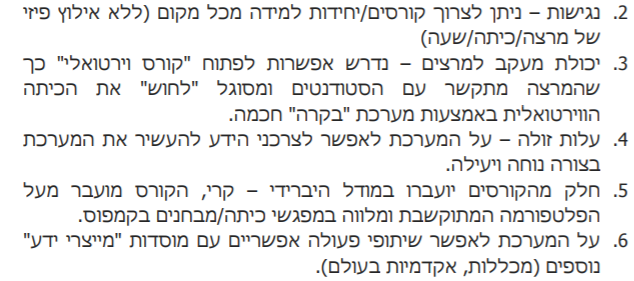 2. נגישות – ניתן לצרוך קורסים/יחידות למידה מכל מקום (ללא אילוץ פיזי
של מרצה/כיתה/שעה)
3. יכולת מעקב למרצים – נדרש אפשרות לפתוח "קורס וירטואלי" כך
שהמרצה מתקשר עם הסטודנטים ומסוגל "לחוש" את הכיתה
הווירטואלית באמצעות מערכת "בקרה" חכמה.
4. עלות זולה – על המערכת לאפשר לצרכני הידע להעשיר את המערכת
בצורה נוחה ויעילה.
5. חלק מהקורסים יועברו במודל היברידי – קרי, הקורס מועבר מעל
הפלטפורמה המתוקשבת ומלווה במפגשי כיתה/מבחנים בקמפוס.
6. על המערכת לאפשר שיתופי פעולה אפשריים עם מוסדות "מייצרי ידע"
נוספים (מכללות, אקדמיות בעולם).